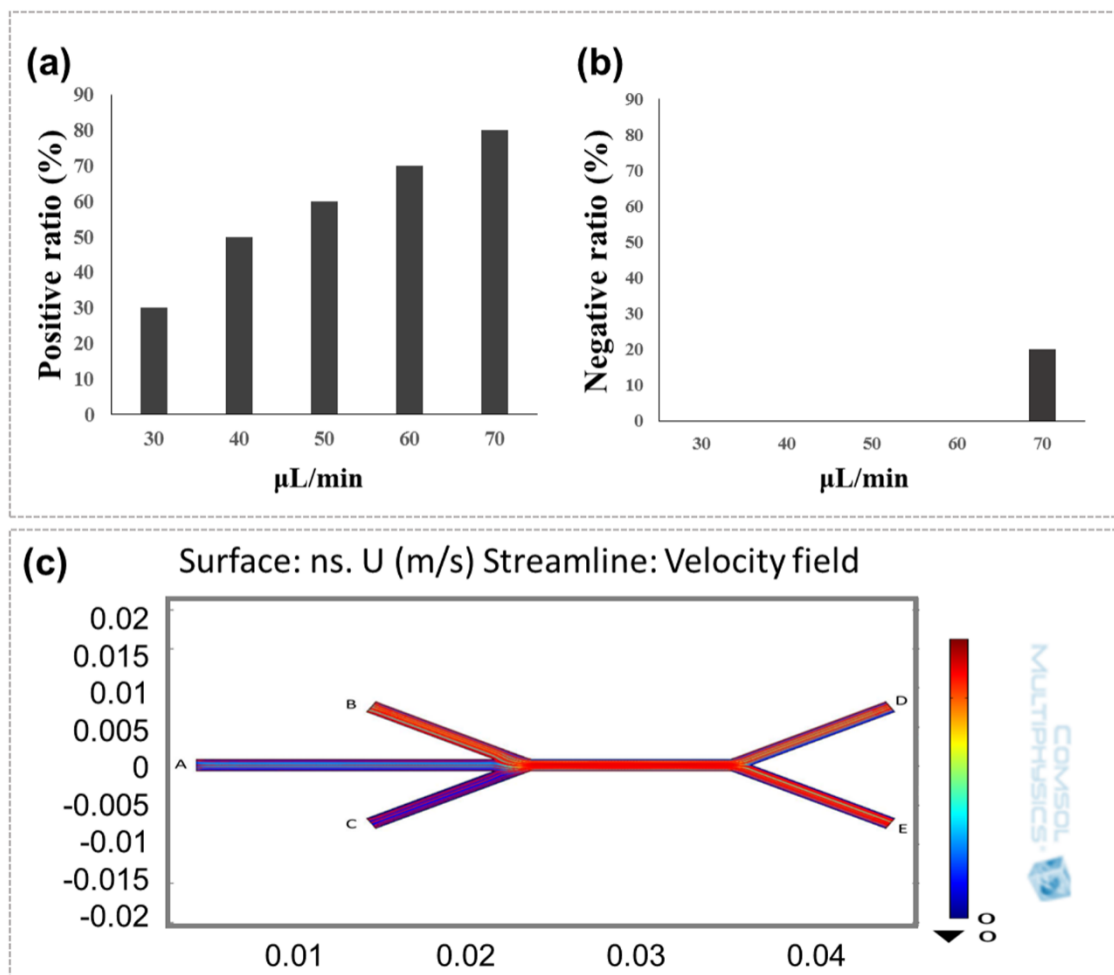 (a)
90
80
70
60
50
40
30
20
10
0
Positive ratio (%)
30 40 50 60 70
μL/min
(b)
90
80
70
60
50
40
30
20
10
0
Negative ratio (%)
30 40 50 60 70
μL/min
(c)
Surface: ns. U (m/s) Streamline: Velocity field
0.02
0.015
0.01
0.005
0
-0.005
-0.01
-0.015
-0.02
A
B
C
D
E
0.01 0.02 0.03 0.04
0
▼ 0
COMSOL
MULTIPHYSICS